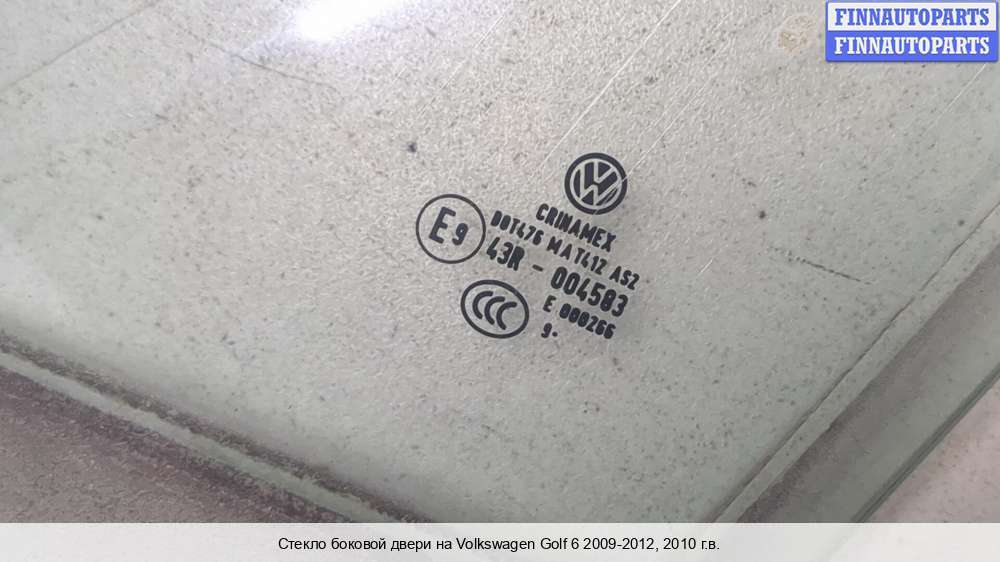 FINNAUTOPARTS
FINNAUTOPARTS
CRINAMEX
DOT476 MAT412 AS2
E9 43R - 004583
CCC E 000266
9-
Стекло боковой двери на Volkswagen Golf 6 2009-2012, 2010 г.в.